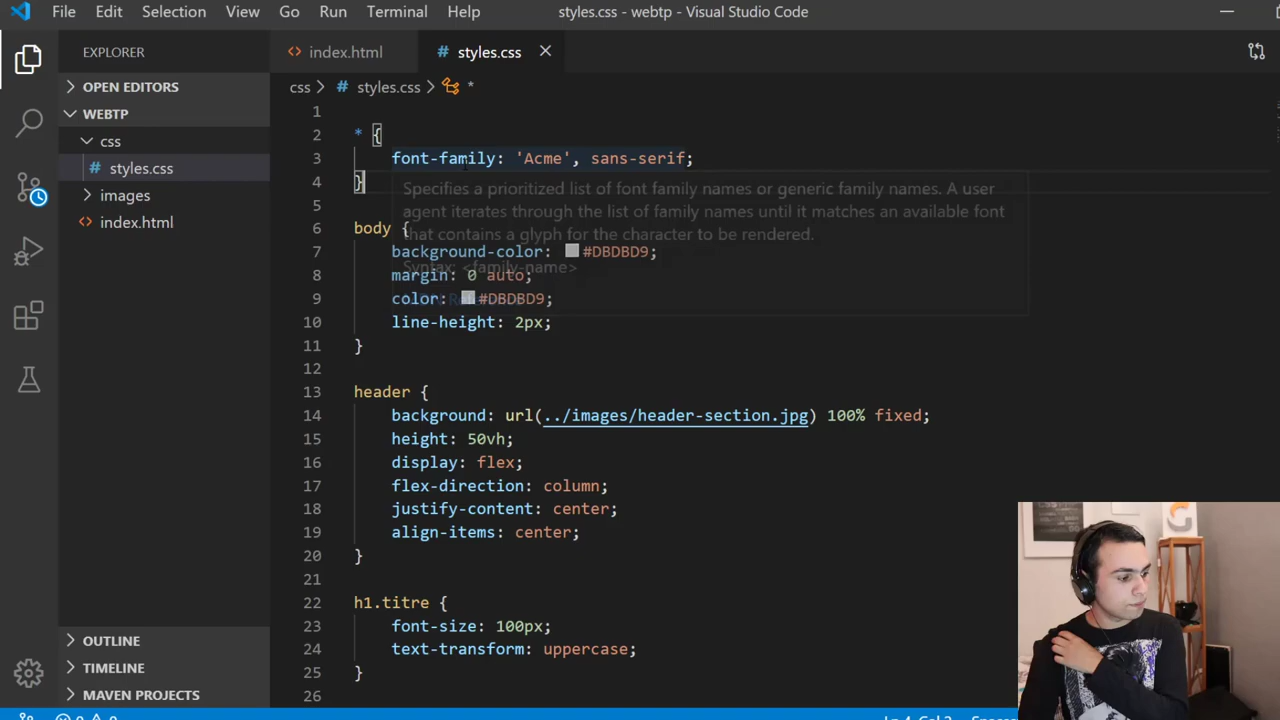 File Edit Selection View Go Run Terminal Help styles.css - webtp - Visual Studio Code
EXPLORER
index.html
# styles.css
OPEN EDITORS
WEBTP
css
# styles.css
images
index.html
OUTLINE
TIMELINE
MAVEN PROJECTS
css > # styles.css > *
1
2 * {
3 font-family: 'Acme', sans-serif;
4 }
Specifies a prioritized list of font family names or generic family names. A user
agent iterates through the list of family names until it matches an available font
that contains a glyph for the character to be rendered.
Syntax: <family-name>
5
6 body {
7 background-color: #DBDBD9;
8 margin: 0 auto;
9 color: #DBDBD9;
10 line-height: 2px;
11 }
12
13 header {
14 background: url(../images/header-section.jpg) 100% fixed;
15 height: 50vh;
16 display: flex;
17 flex-direction: column;
18 justify-content: center;
19 align-items: center;
20 }
21
22 h1.titre {
23 font-size: 100px;
24 text-transform: uppercase;
25 }
26